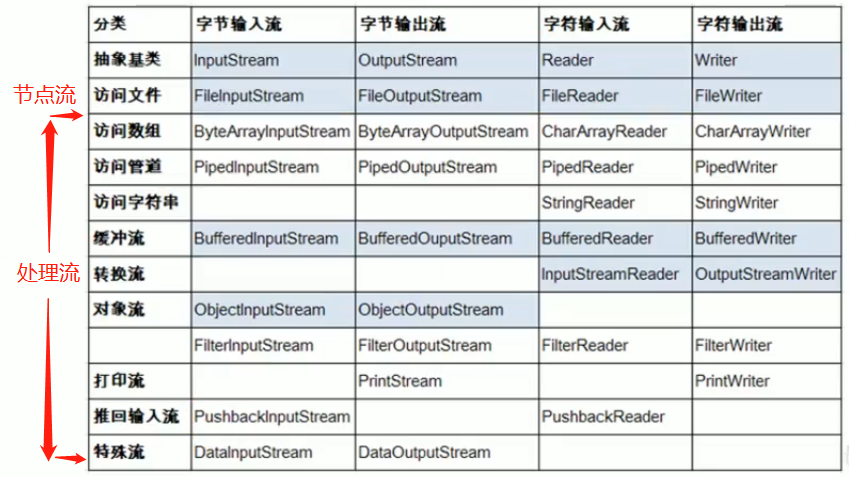 分类 字节输入流 字节输出流 字符输入流 字符输出流
抽象基类 InputStream OutputStream Reader Writer
节点流
访问文件 FileInputStream FileOutputStream FileReader FileWriter
访问数组 ByteArrayInputStream ByteArrayOutputStream CharArrayReader CharArrayWriter
访问管道 PipedInputStream PipedOutputStream PipedReader PipedWriter
访问字符串 StringReader StringWriter
缓冲流 BufferedInputStream BufferedOuputStream BufferedReader BufferedWriter
处理流
转换流 InputStreamReader OutputStreamWriter
对象流 ObjectInputStream ObjectOutputStream
FilterInputStream FilterOutputStream FilterReader FilterWriter
打印流 PrintStream PrintWriter
推回输入流 PushbackInputStream PushbackReader
特殊流 DataInputStream DataOutputStream